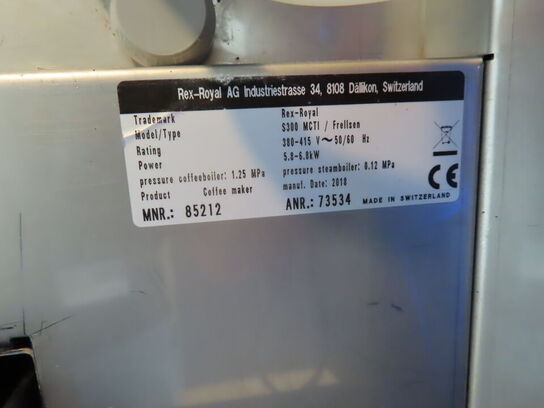 Rex-Royal AG Industriestrasse 34, 8108 Dällikon, Switzerland
Trademark Rex-Royal
Model/Type S300 MCTI / Frellsen
Rating 380-415 V ~ 50/60 Hz
Power 5.8-6.8kW
pressure coffeeboiler: 1.25 MPa pressure steamboiler: 0.12 MPa
Product Coffee maker manuf. Date: 2018
MNR.: 85212 ANR.: 73534 MADE IN SWITZERLAND
CE